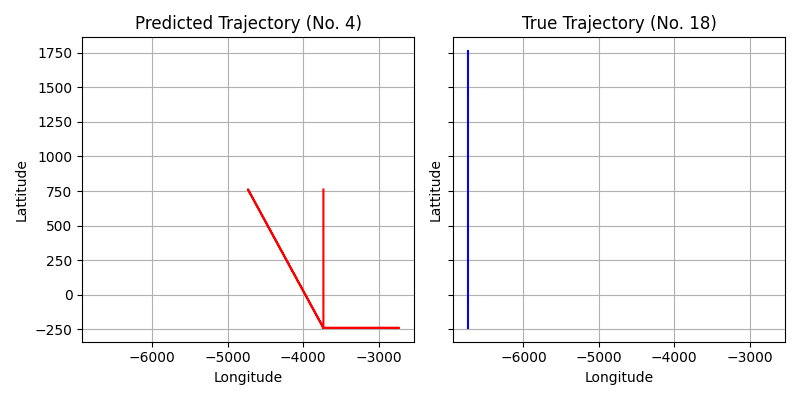 Predicted Trajectory (No. 4)
True Trajectory (No. 18)
Lattitude
1750
1500
1250
1000
750
500
250
0
−250
−6000 −5000 −4000 −3000
Longitude
Lattitude
−6000 −5000 −4000 −3000
Longitude